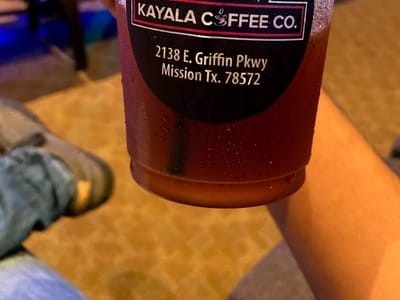 KAYALA COFFEE CO.
2138 E. Griffin Pkwy
Mission Tx. 78572